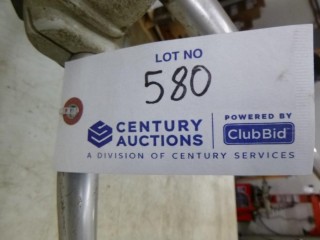 LOT NO
580
CENTURY AUCTIONS
POWERED BY
ClubBid
A DIVISION OF CENTURY SERVICES